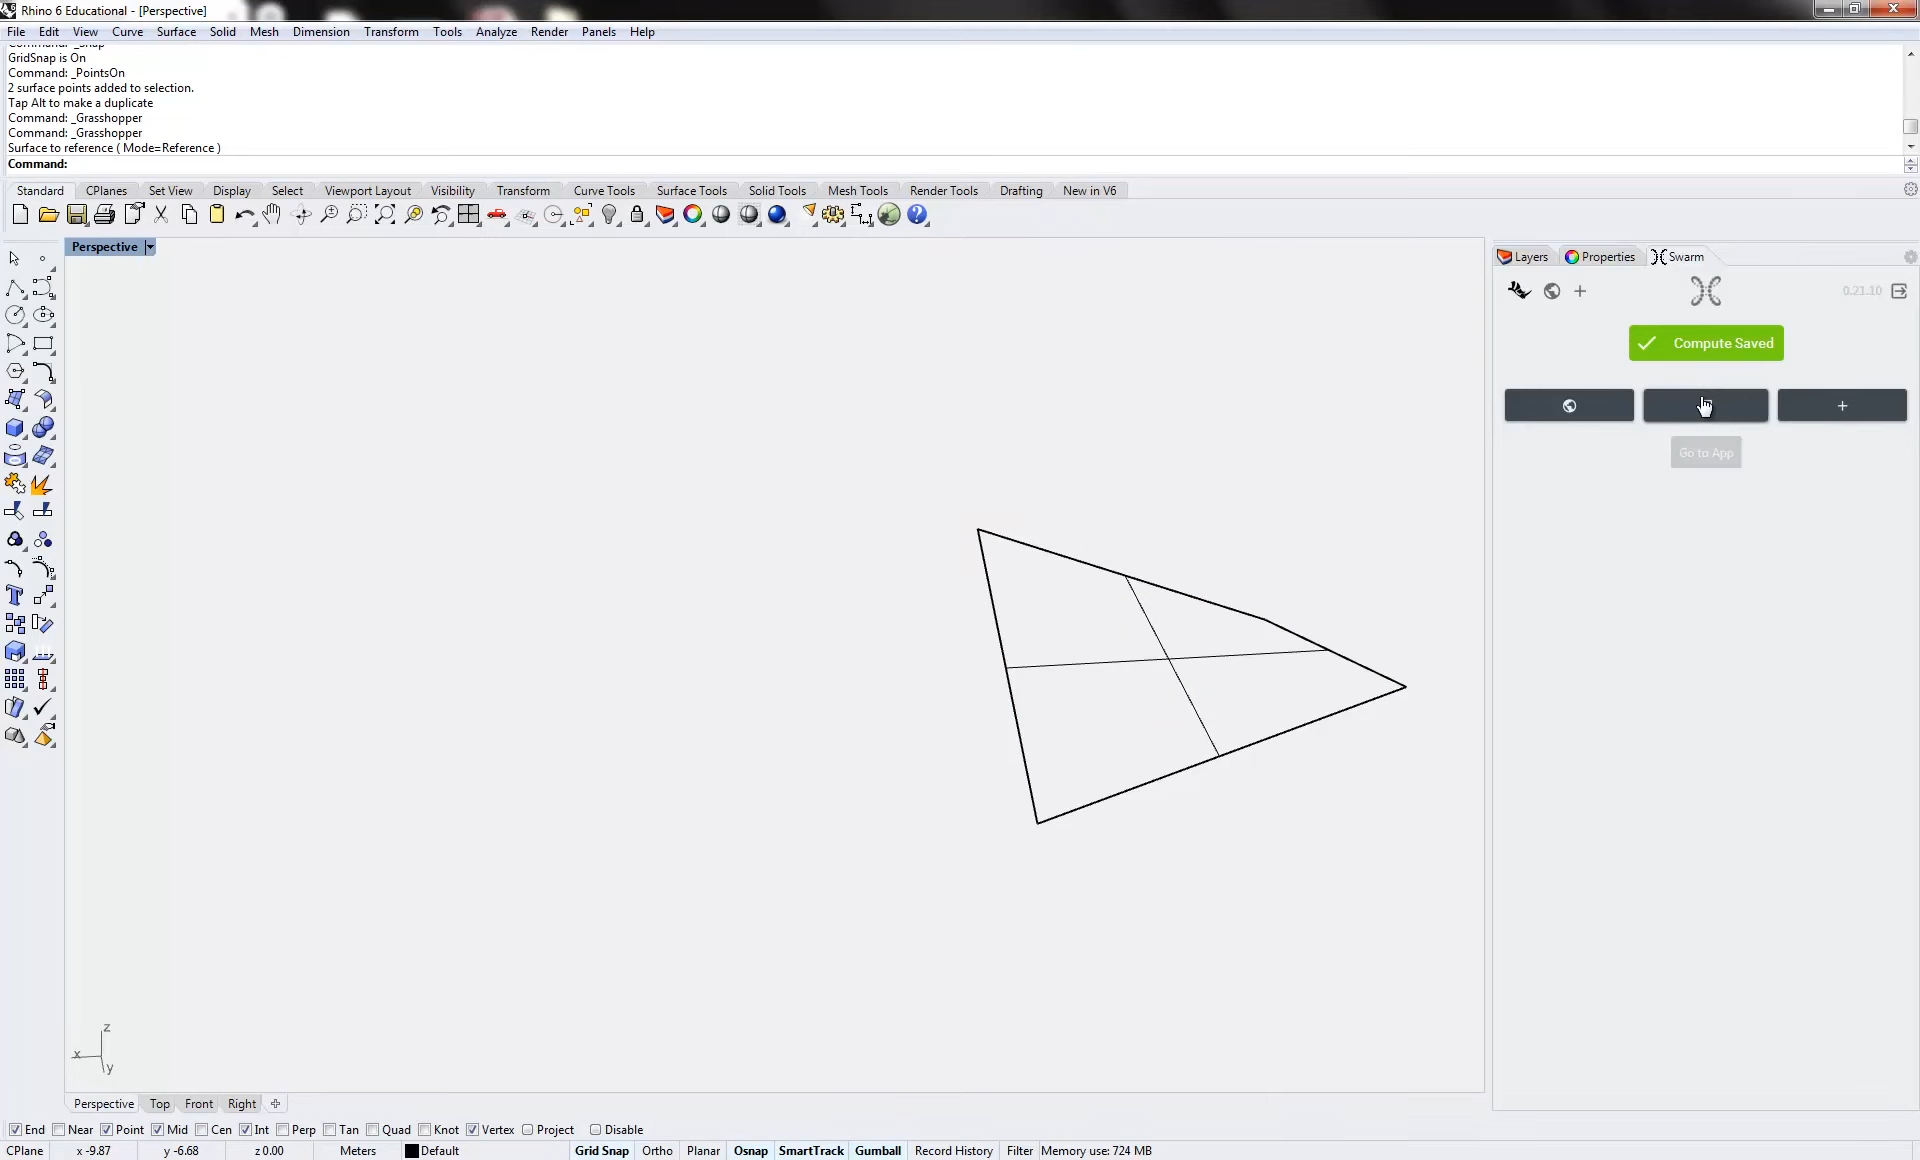 Rhino 6 Educational - [Perspective]
File Edit View Curve Surface Solid Mesh Dimension Transform Tools Analyze Render Panels Help
Command: _Snap
GridSnap is On
Command: _PointsOn
2 surface points added to selection.
Tap Alt to make a duplicate
Command: _Grasshopper
Command: _Grasshopper
Surface to reference ( Mode=Reference )
Command:
Standard CPlanes Set View Display Select Viewport Layout Visibility Transform Curve Tools Surface Tools Solid Tools Mesh Tools Render Tools Drafting New in V6
Perspective
Layers Properties Swarm
0.21.10
Compute Saved
Go to App
z
x
y
Perspective Top Front Right
End Near Point Mid Cen Int Perp Tan Quad Knot Vertex Project Disable
CPlane x -9.87 y -6.68 z 0.00 Meters Default Grid Snap Ortho Planar Osnap SmartTrack Gumball Record History Filter Memory use: 724 MB